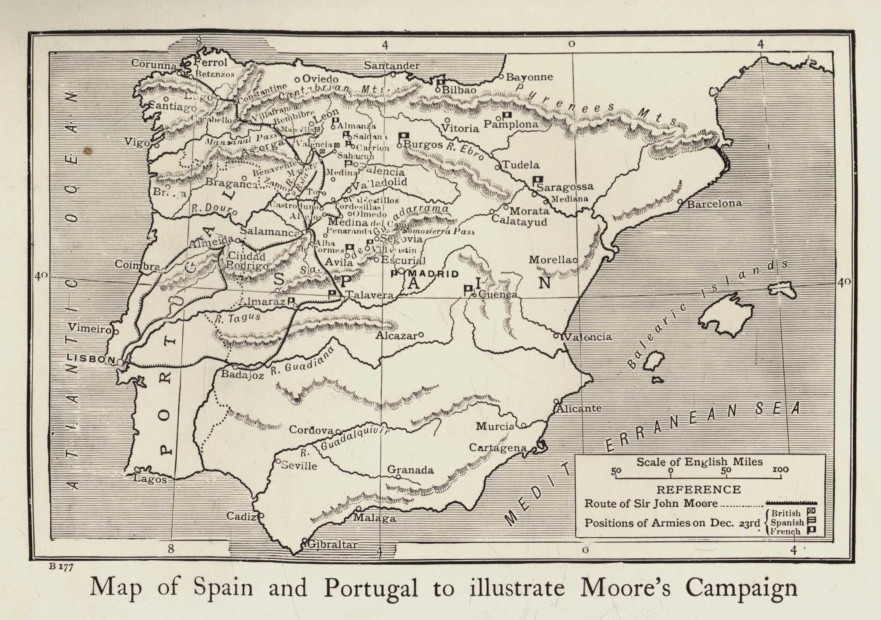 8 4 0 4
Corunna Ferrol
Betanzos
Santander
Oviedo
Bayonne
Bilbao
Constantine
Cantabrian Mts.
Pyrenees Mts.
Santiago
Villafranca
Bembibre
Leon
Almanza
Saldana
Vitoria
Pamplona
Vigo
Manzanal Pass
Astorga
Valencia
Carrion
Burgos
R. Ebro
Sahagun
Tudela
Benavente
Braganca
Medina
Palencia
Valladolid
Saragossa
Mediana
Toro
Tordesillas
Barcelona
R. Douro
Castronuno
Olmedo
Morata
Calatayud
Medina del Campo
Guadarrama
Somosierra Pass
Salamanca
Penaranda
Segovia
Almeida
Alba
Tormes
Villacastin
Coimbra
Ciudad
Rodrigo
Avila
Escurial
Morella
40 40
MADRID
SPAIN
Almaraz
Talavera
Cuenca
R. Tagus
Vimeiro
Alcazar
Valencia
Balearic Islands
LISBON
Badajoz
R. Guadiana
PORTUGAL
ATLANTIC OCEAN
Alicante
MEDITERRANEAN SEA
Cordova
R. Guadalquivir
Murcia
Cartagena
Seville
Granada
Lagos
Cadiz
Malaga
Gibraltar
Scale of English Miles
50 0 50 100
REFERENCE
Route of Sir John Moore
Positions of Armies on Dec. 23rd
British
Spanish
French
8 4 0 4
B 177
Map of Spain and Portugal to illustrate Moore's Campaign